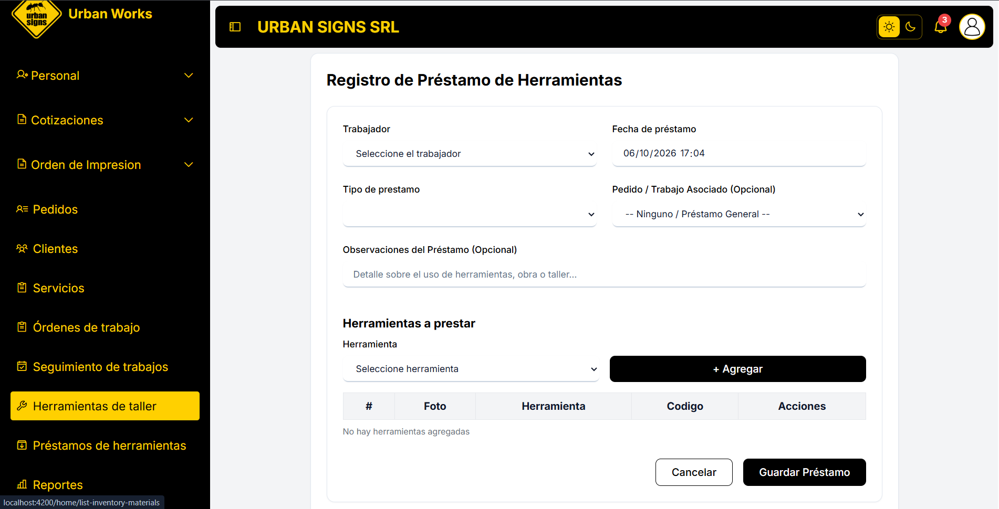 urban
signs
Urban Works
URBAN SIGNS SRL
3
Personal
Cotizaciones
Orden de Impresion
Pedidos
Clientes
Servicios
Órdenes de trabajo
Seguimiento de trabajos
Herramientas de taller
Préstamos de herramientas
Reportes
localhost:4200/home/list-inventory-materials
Registro de Préstamo de Herramientas
Trabajador
Fecha de préstamo
Seleccione el trabajador
06/10/2026 17:04
Tipo de prestamo
Pedido / Trabajo Asociado (Opcional)
-- Ninguno / Préstamo General --
Observaciones del Préstamo (Opcional)
Detalle sobre el uso de herramientas, obra o taller...
Herramientas a prestar
Herramienta
Seleccione herramienta
+ Agregar
# Foto Herramienta Codigo Acciones
No hay herramientas agregadas
Cancelar
Guardar Préstamo